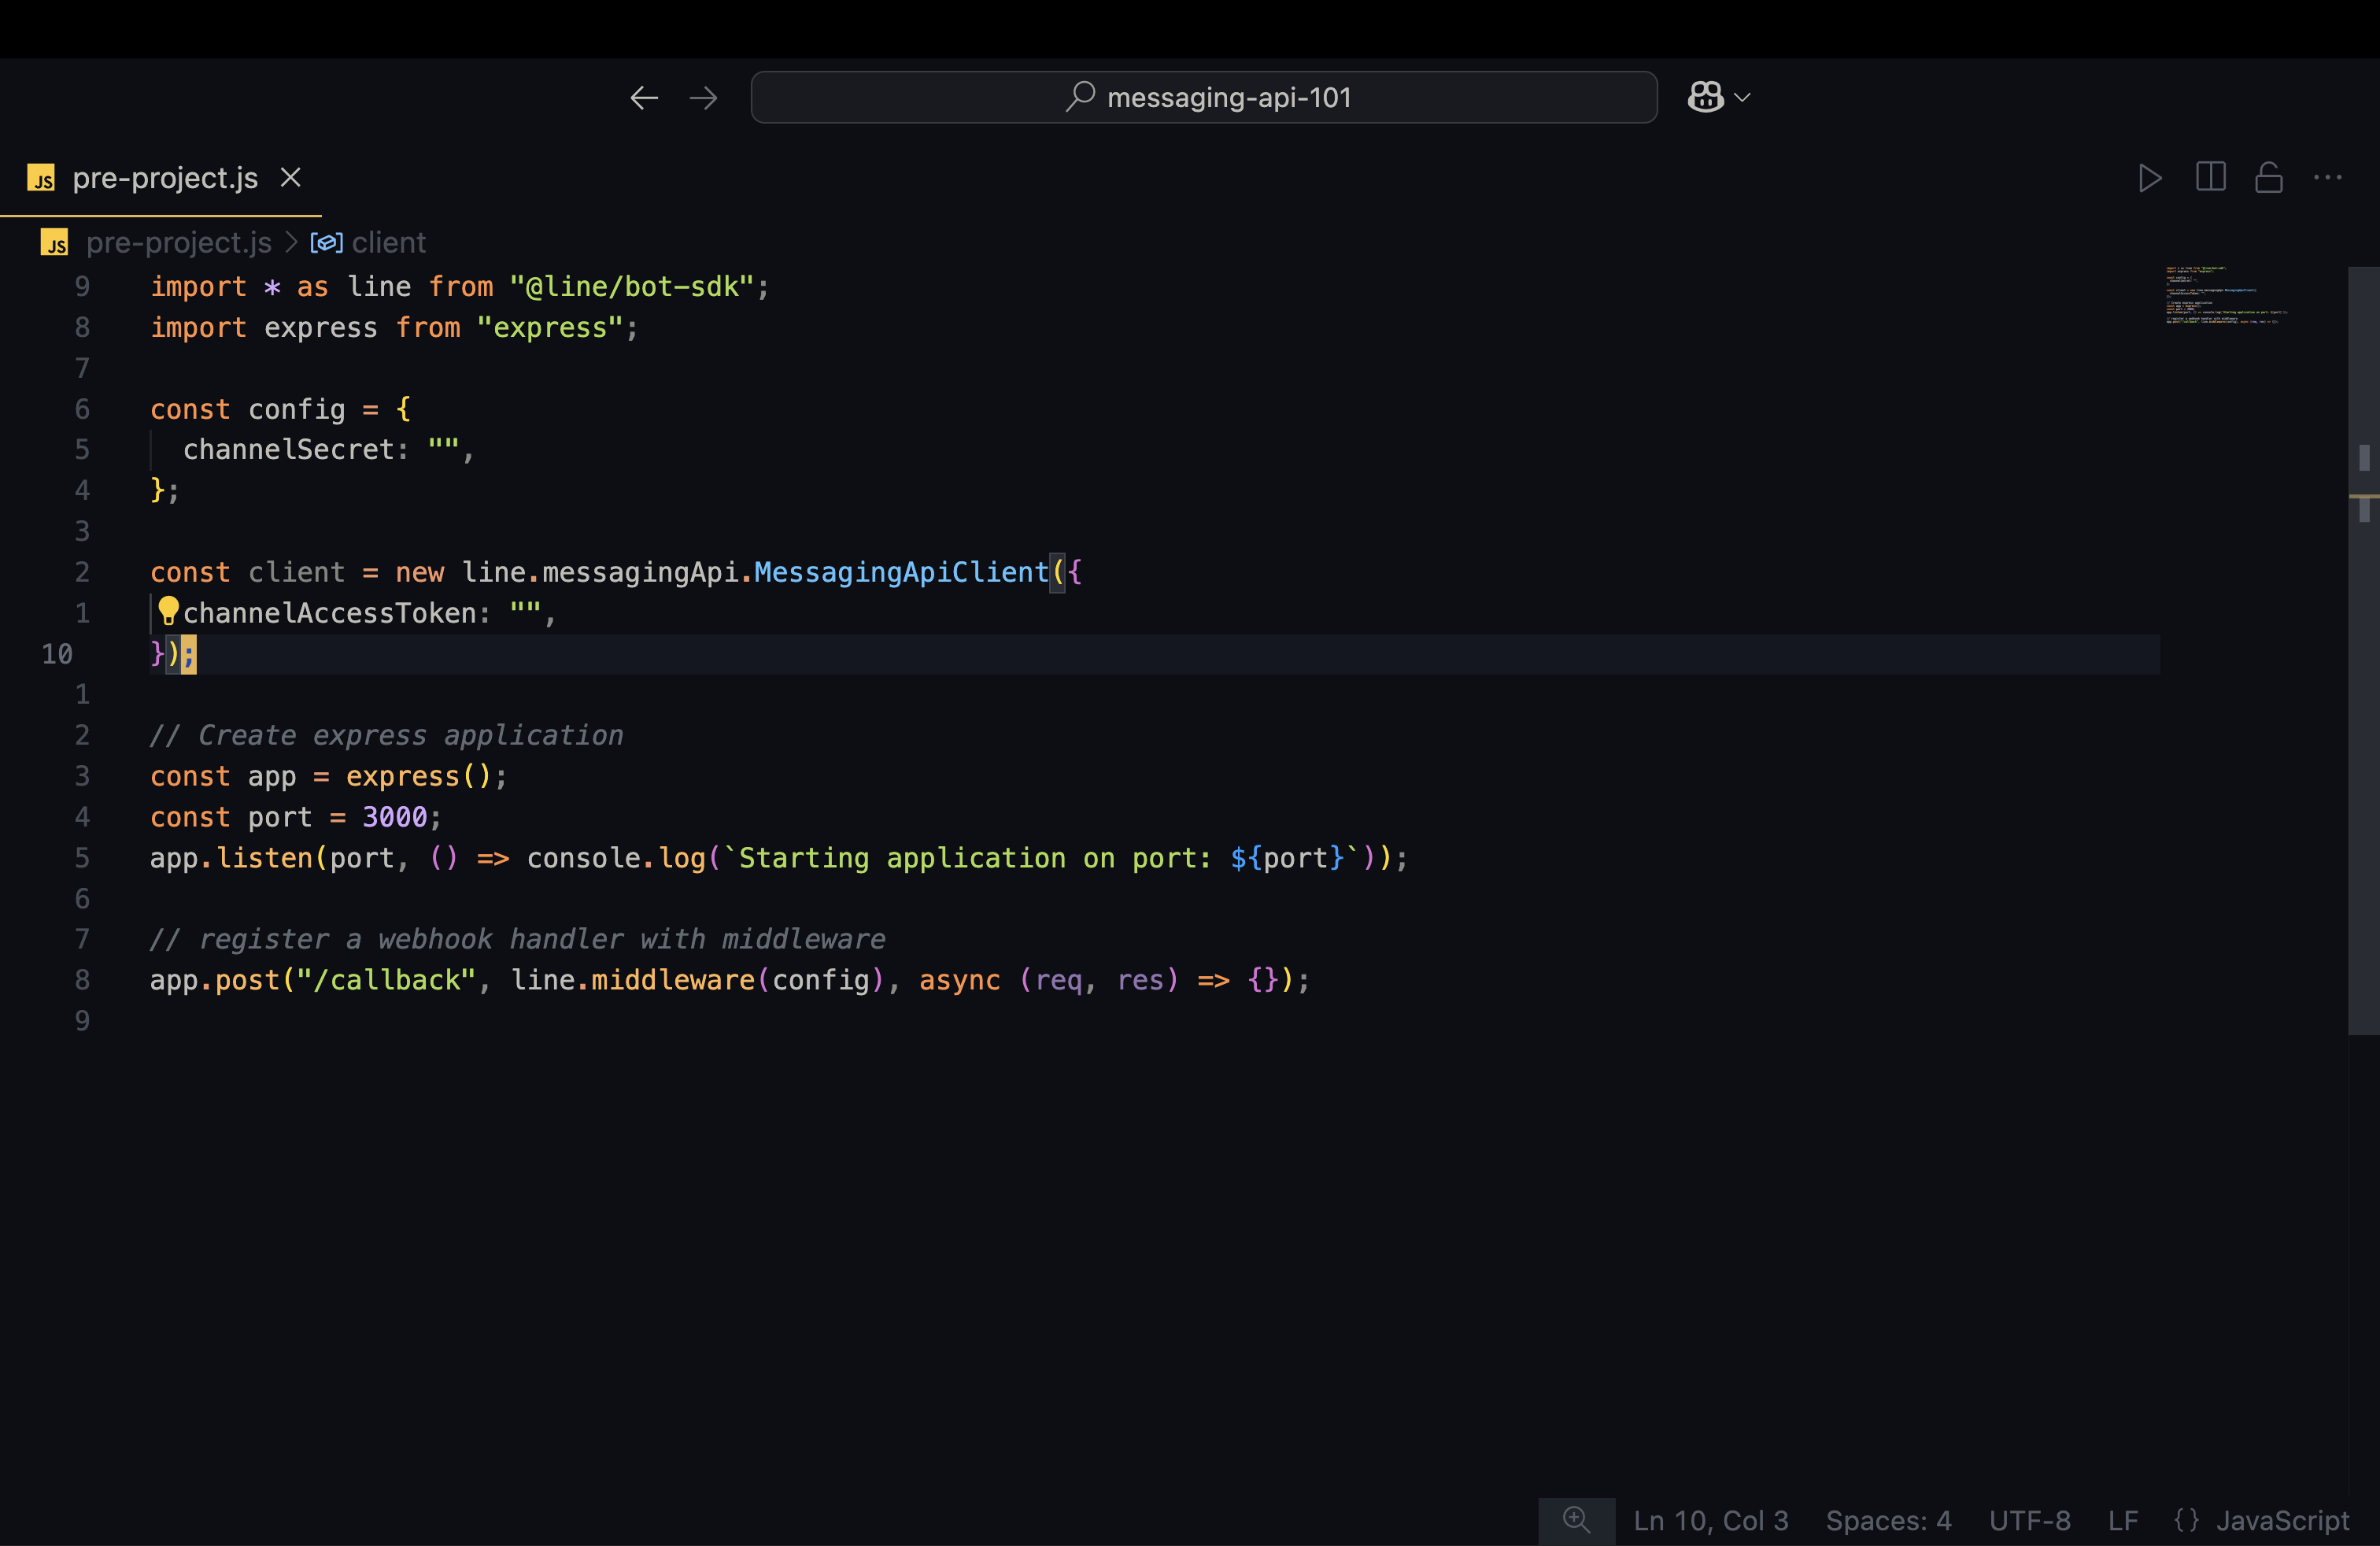 messaging-api-101
JS pre-project.js
JS pre-project.js > client
9 import * as line from "@line/bot-sdk";
8 import express from "express";
7
6 const config = {
5 channelSecret: "",
4 };
3
2 const client = new line.messagingApi.MessagingApiClient({
1 channelAccessToken: "",
10 });
1
2 // Create express application
3 const app = express();
4 const port = 3000;
5 app.listen(port, () => console.log(`Starting application on port: ${port}`));
6
7 // register a webhook handler with middleware
8 app.post("/callback", line.middleware(config), async (req, res) => {});
9
Ln 10, Col 3 Spaces: 4 UTF-8 LF {} JavaScript